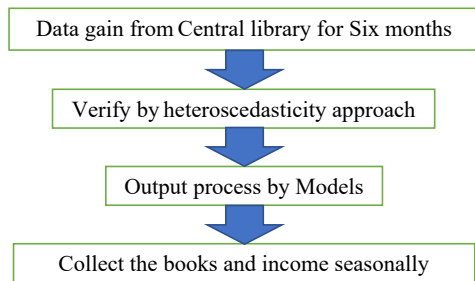 Data gain from Central library for Six months
Verify by heteroscedasticity approach
Output process by Models
Collect the books and income seasonally